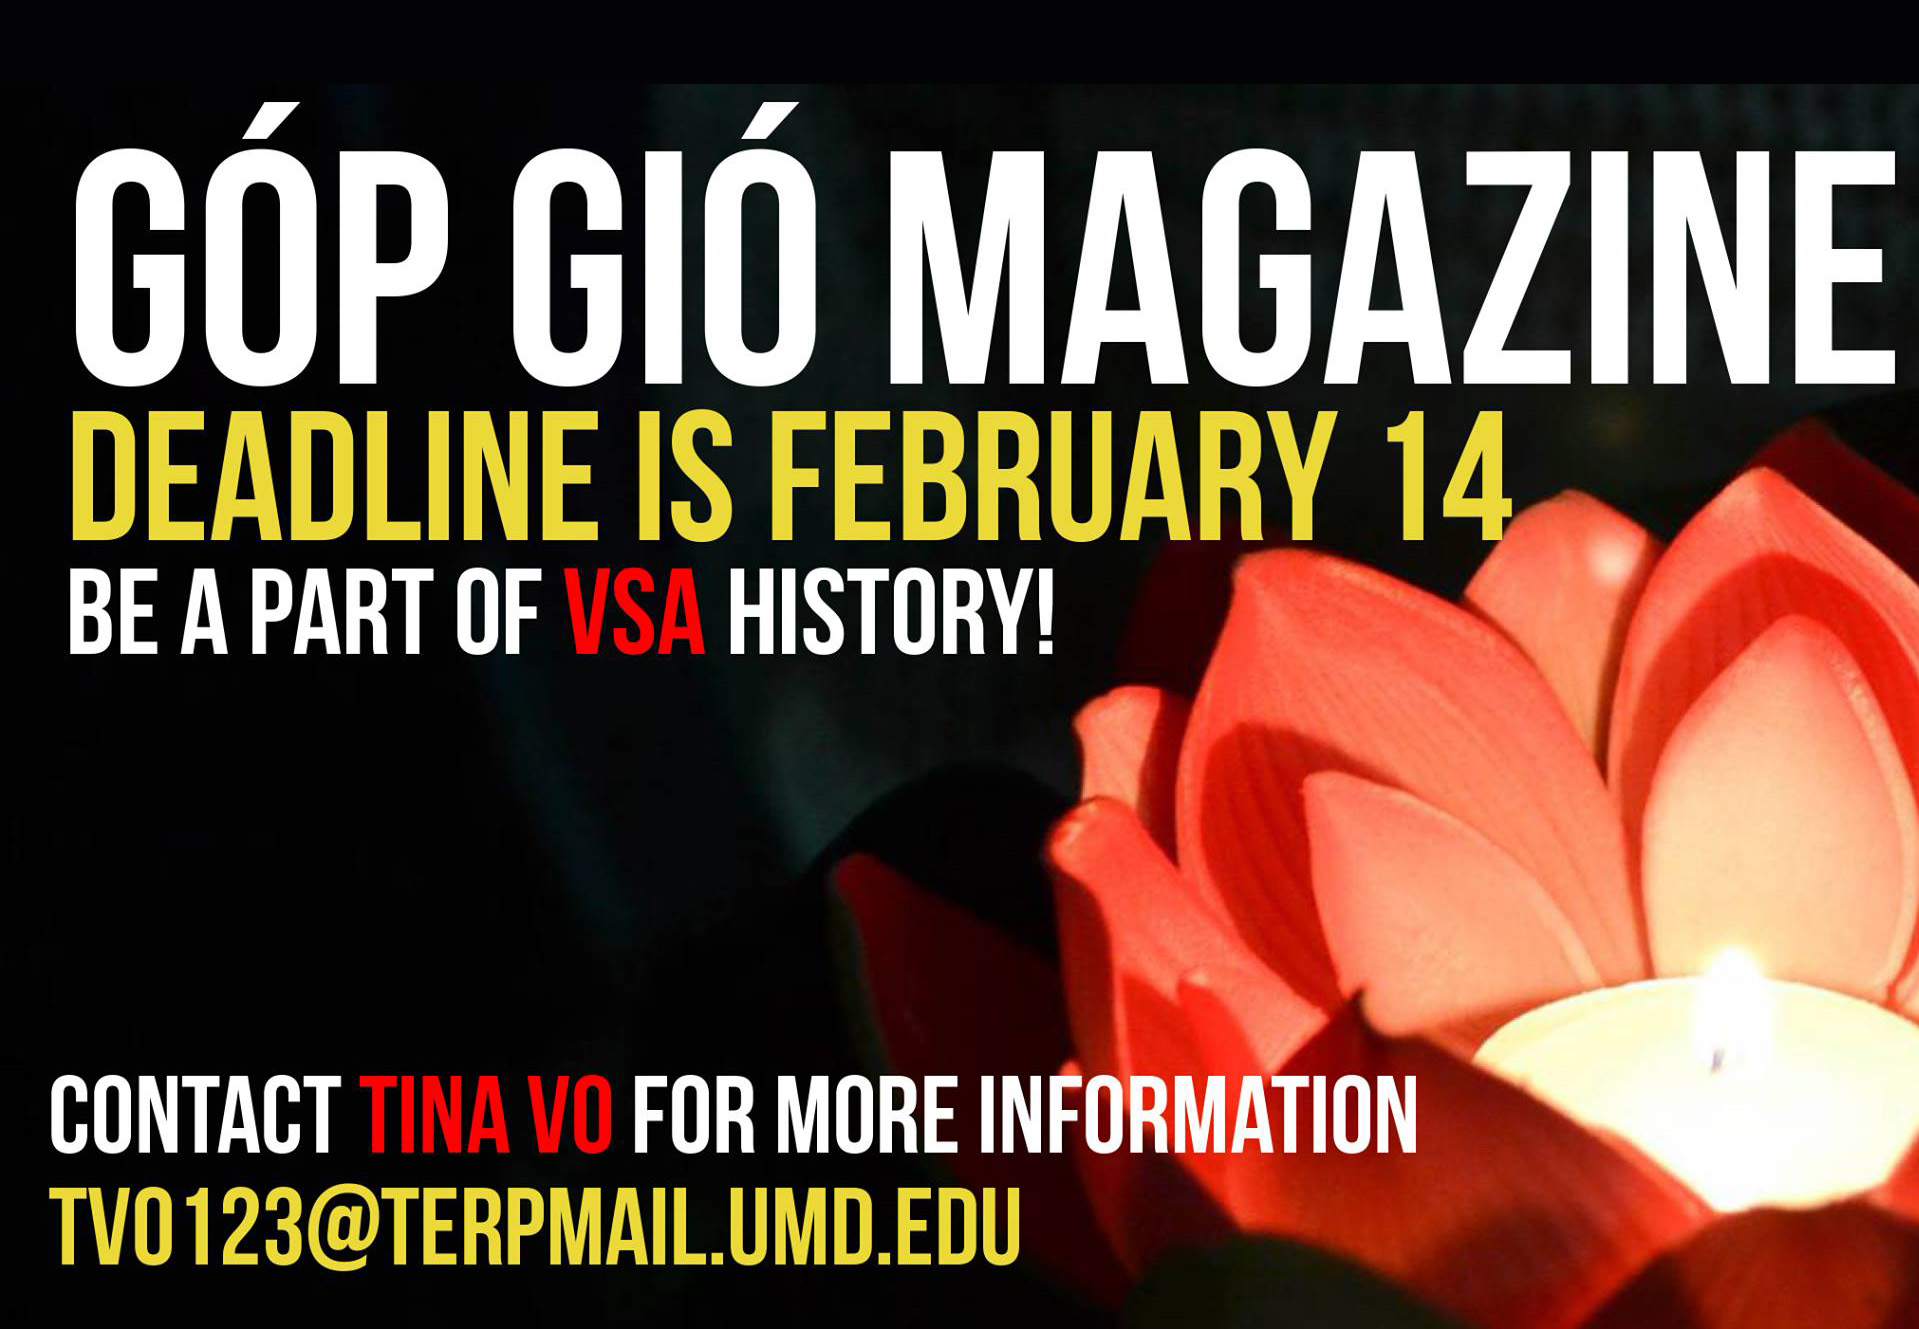 GÓP GIÓ MAGAZINE
DEADLINE IS FEBRUARY 14
BE A PART OF VSA HISTORY!
CONTACT TINA VO FOR MORE INFORMATION
TVO123@TERPMAIL.UMD.EDU